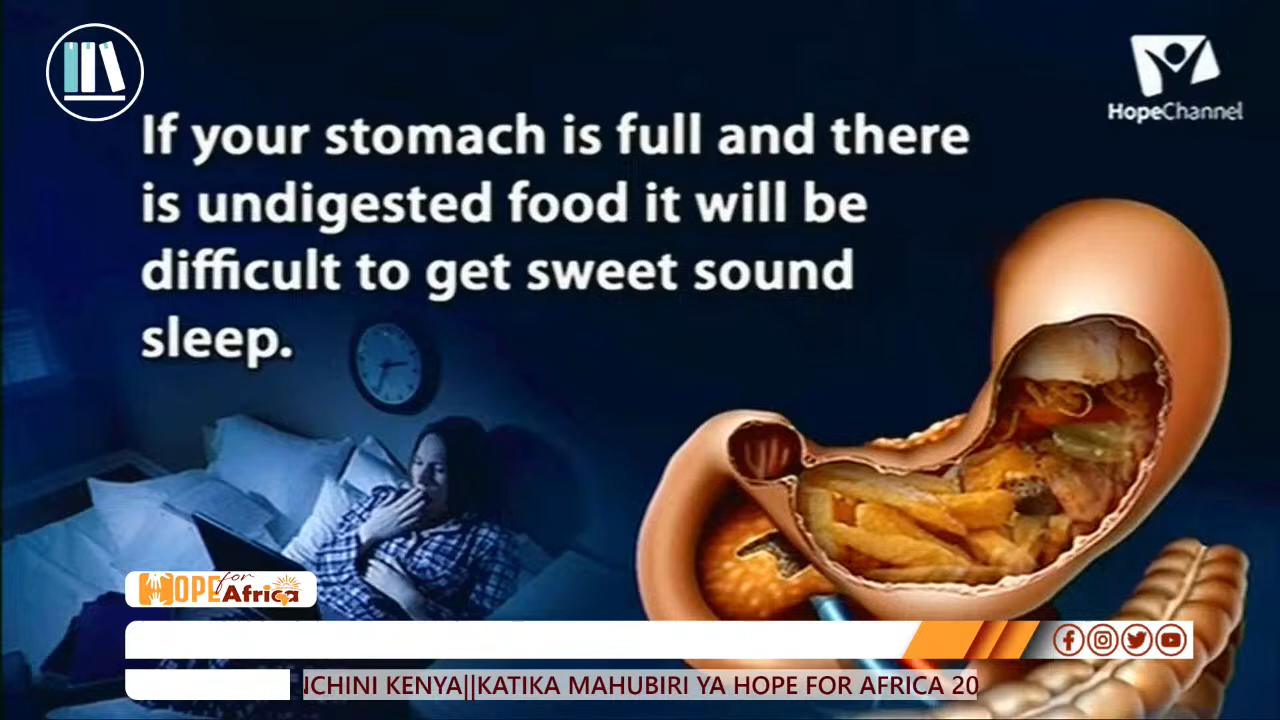 HopeChannel
If your stomach is full and there
is undigested food it will be
difficult to get sweet sound
sleep.
HOPE for Africa
NCHINI KENYA||KATIKA MAHUBIRI YA HOPE FOR AFRICA 20